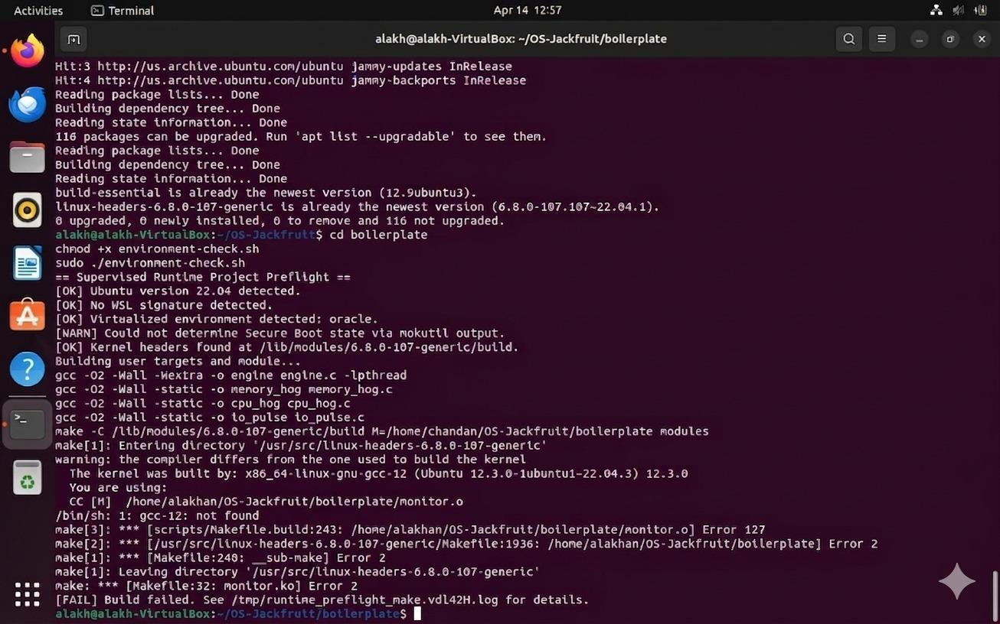 Activities
Terminal
Apr 14 12:57
alakh@alakh-VirtualBox: ~/OS-Jackfruit/boilerplate
Hit:3 http://us.archive.ubuntu.com/ubuntu jammy-updates InRelease
Hit:4 http://us.archive.ubuntu.com/ubuntu jammy-backports InRelease
Reading package lists... Done
Building dependency tree... Done
Reading state information... Done
116 packages can be upgraded. Run 'apt list --upgradable' to see them.
Reading package lists... Done
Building dependency tree... Done
Reading state information... Done
build-essential is already the newest version (12.9ubuntu3).
linux-headers-6.8.0-107-generic is already the newest version (6.8.0-107.107~22.04.1).
0 upgraded, 0 newly installed, 0 to remove and 116 not upgraded.
alakh@alakh-VirtualBox:~/OS-Jackfruit$ cd bollerplate
chmod +x environment-check.sh
sudo ./environment-check.sh
== Supervised Runtime Project Preflight ==
[OK] Ubuntu version 22.04 detected.
[OK] No WSL signature detected.
[OK] Virtualized environment detected: oracle.
[NARN] Could not determine Secure Boot state via mokutil output.
[OK] Kernel headers found at /lib/modules/6.8.0-107-generic/build.
Building user targets and module...
gcc -O2 -Wall -Wextra -o engine engine.c -lpthread
gcc -O2 -Wall -static -o memory_hog memory_hog.c
gcc -O2 -Wall -static -o cpu_hog cpu_hog.c
gcc -O2 -Wall -static -o io_pulse io_pulse.c
make -C /lib/modules/6.8.0-107-generic/build M=/home/chandan/OS-Jackfruit/boilerplate modules
make[1]: Entering directory '/usr/src/linux-headers-6.8.0-107-generic'
warning: the compiler differs from the one used to build the kernel
The kernel was built by: x86_64-linux-gnu-gcc-12 (Ubuntu 12.3.0-1ubuntu1~22.04.3) 12.3.0
You are using:
CC [M] /home/alakhan/OS-Jackfruit/boilerplate/monitor.o
/bin/sh: 1: gcc-12: not found
make[3]: *** [scripts/Makefile.build:243: /home/alakhan/OS-Jackfruit/boilerplate/monitor.o] Error 127
make[2]: *** [/usr/src/linux-headers-6.8.0-107-generic/Makefile:1936: /home/alakhan/OS-Jackfruit/boilerplate] Error 2
make[1]: *** [Makefile:240: __sub-make] Error 2
make[1]: Leaving directory '/usr/src/linux-headers-6.8.0-107-generic'
make: *** [Makefile:32: monitor.ko] Error 2
[FAIL] Build failed. See /tmp/runtime_preflight_make.vdl42H.log for details.
alakh@alakh-VirtualBox:~/OS-Jackfruit/boilerplate$